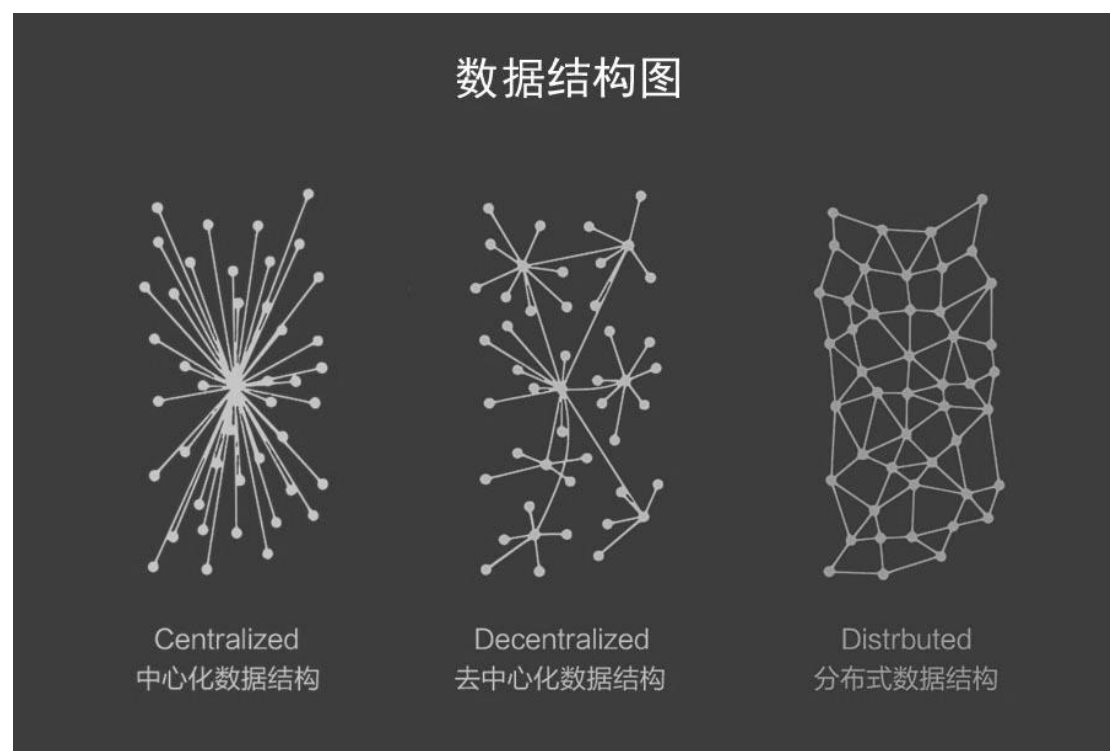 数据结构图
Centralized
中心化数据结构
Decentralized
去中心化数据结构
Distrbuted
分布式数据结构